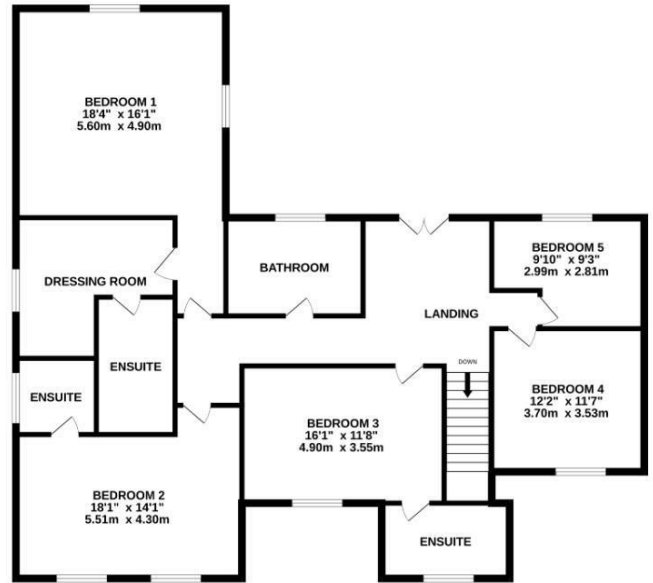 BEDROOM 1
18'4" x 16'1"
5.60m x 4.90m
BEDROOM 5
9'10" x 9'3"
2.99m x 2.81m
BATHROOM
DRESSING ROOM
LANDING
DOWN
ENSUITE
ENSUITE
BEDROOM 4
12'2" x 11'7"
3.70m x 3.53m
BEDROOM 3
16'1" x 11'8"
4.90m x 3.55m
BEDROOM 2
18'1" x 14'1"
5.51m x 4.30m
ENSUITE